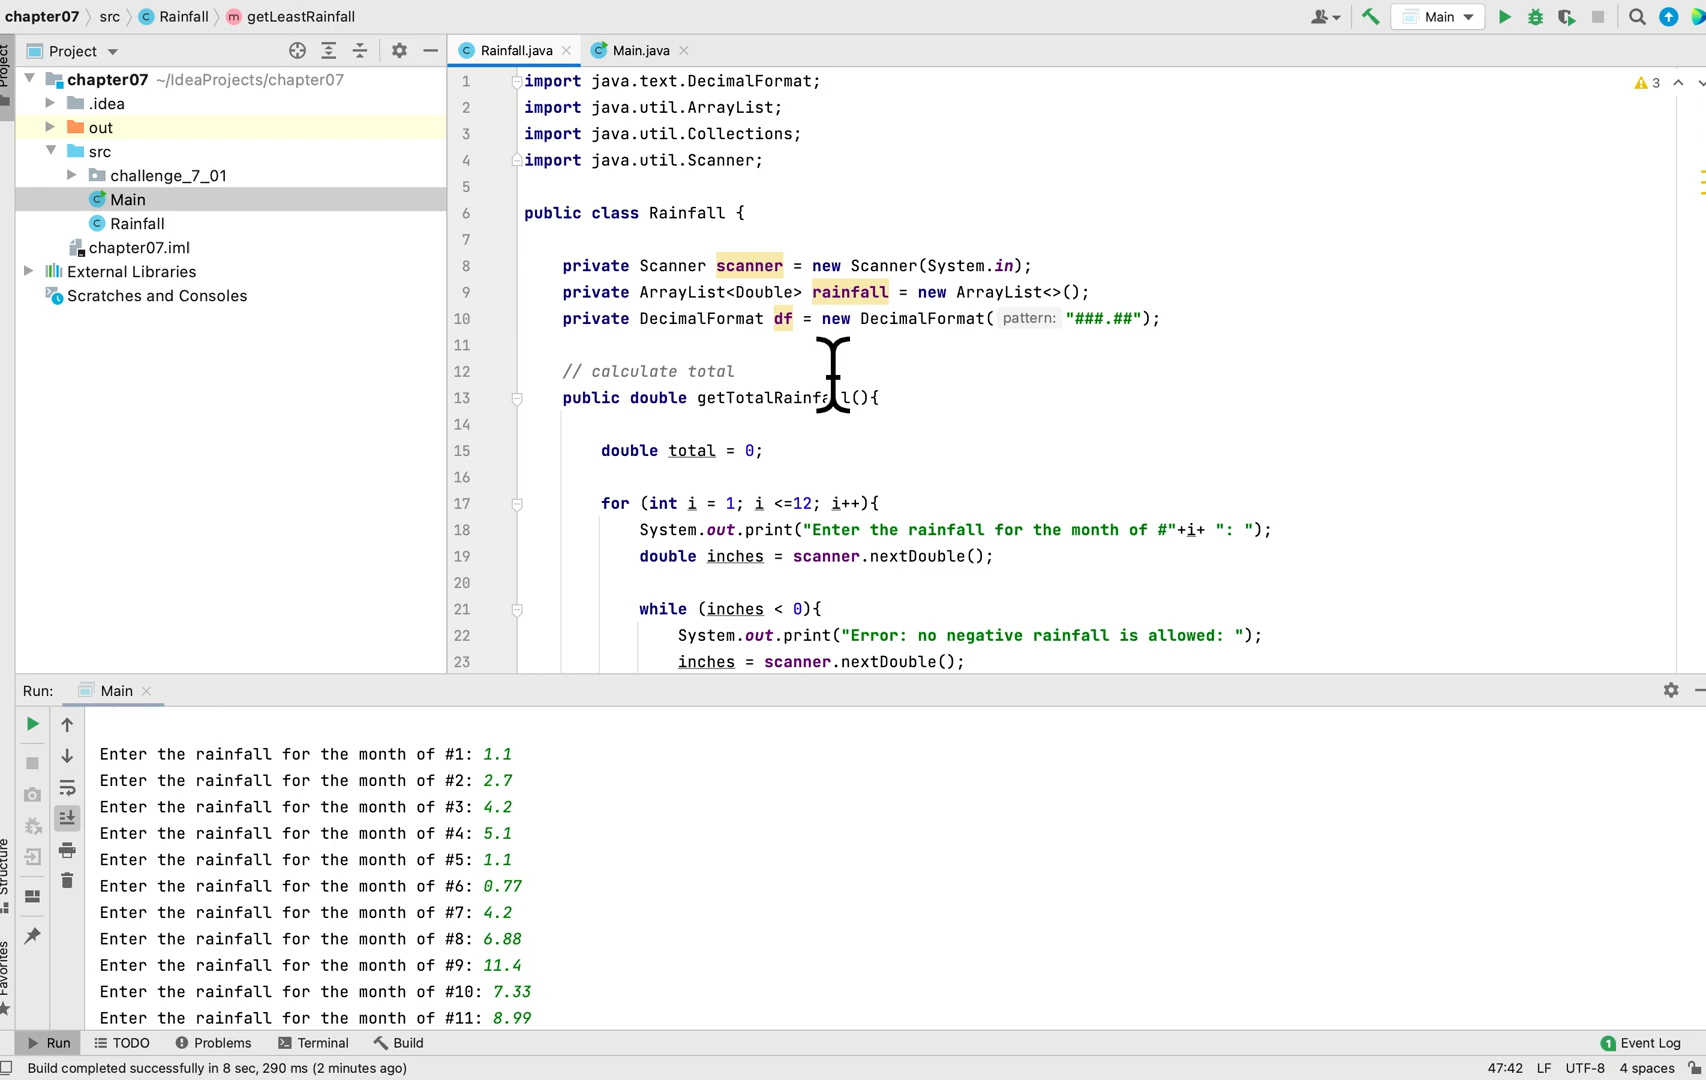 chapter07 src Rainfall getLeastRainfall Main
Project
Project
Rainfall.java Main.java
chapter07 ~/IdeaProjects/chapter07
.idea
out
src
challenge_7_01
Main
Rainfall
chapter07.iml
External Libraries
Scratches and Consoles
3
1 import java.text.DecimalFormat;
2 import java.util.ArrayList;
3 import java.util.Collections;
4 import java.util.Scanner;
5
6 public class Rainfall {
7
8 private Scanner scanner = new Scanner(System.in);
9 private ArrayList<Double> rainfall = new ArrayList<>();
10 private DecimalFormat df = new DecimalFormat( pattern: "###.##");
11
12 // calculate total
13 public double getTotalRainfall(){
14
15 double total = 0;
16
17 for (int i = 1; i <=12; i++){
18 System.out.print("Enter the rainfall for the month of #"+i+ ": ");
19 double inches = scanner.nextDouble();
20
21 while (inches < 0){
22 System.out.print("Error: no negative rainfall is allowed: ");
23 inches = scanner.nextDouble();
Run: Main
Enter the rainfall for the month of #1: 1.1
Enter the rainfall for the month of #2: 2.7
Enter the rainfall for the month of #3: 4.2
Enter the rainfall for the month of #4: 5.1
Enter the rainfall for the month of #5: 1.1
Enter the rainfall for the month of #6: 0.77
Enter the rainfall for the month of #7: 4.2
Enter the rainfall for the month of #8: 6.88
Enter the rainfall for the month of #9: 11.4
Enter the rainfall for the month of #10: 7.33
Enter the rainfall for the month of #11: 8.99
Structure
Favorites
Run TODO Problems Terminal Build 1 Event Log
Build completed successfully in 8 sec, 290 ms (2 minutes ago) 47:42 LF UTF-8 4 spaces